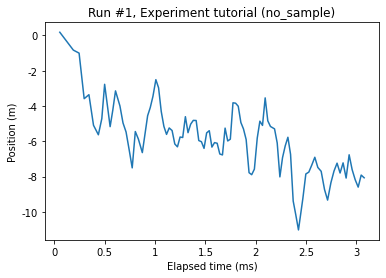 Run #1, Experiment tutorial (no_sample)
Position (m)
0
-2
-4
-6
-8
-10
0 0.5 1 1.5 2 2.5 3
Elapsed time (ms)